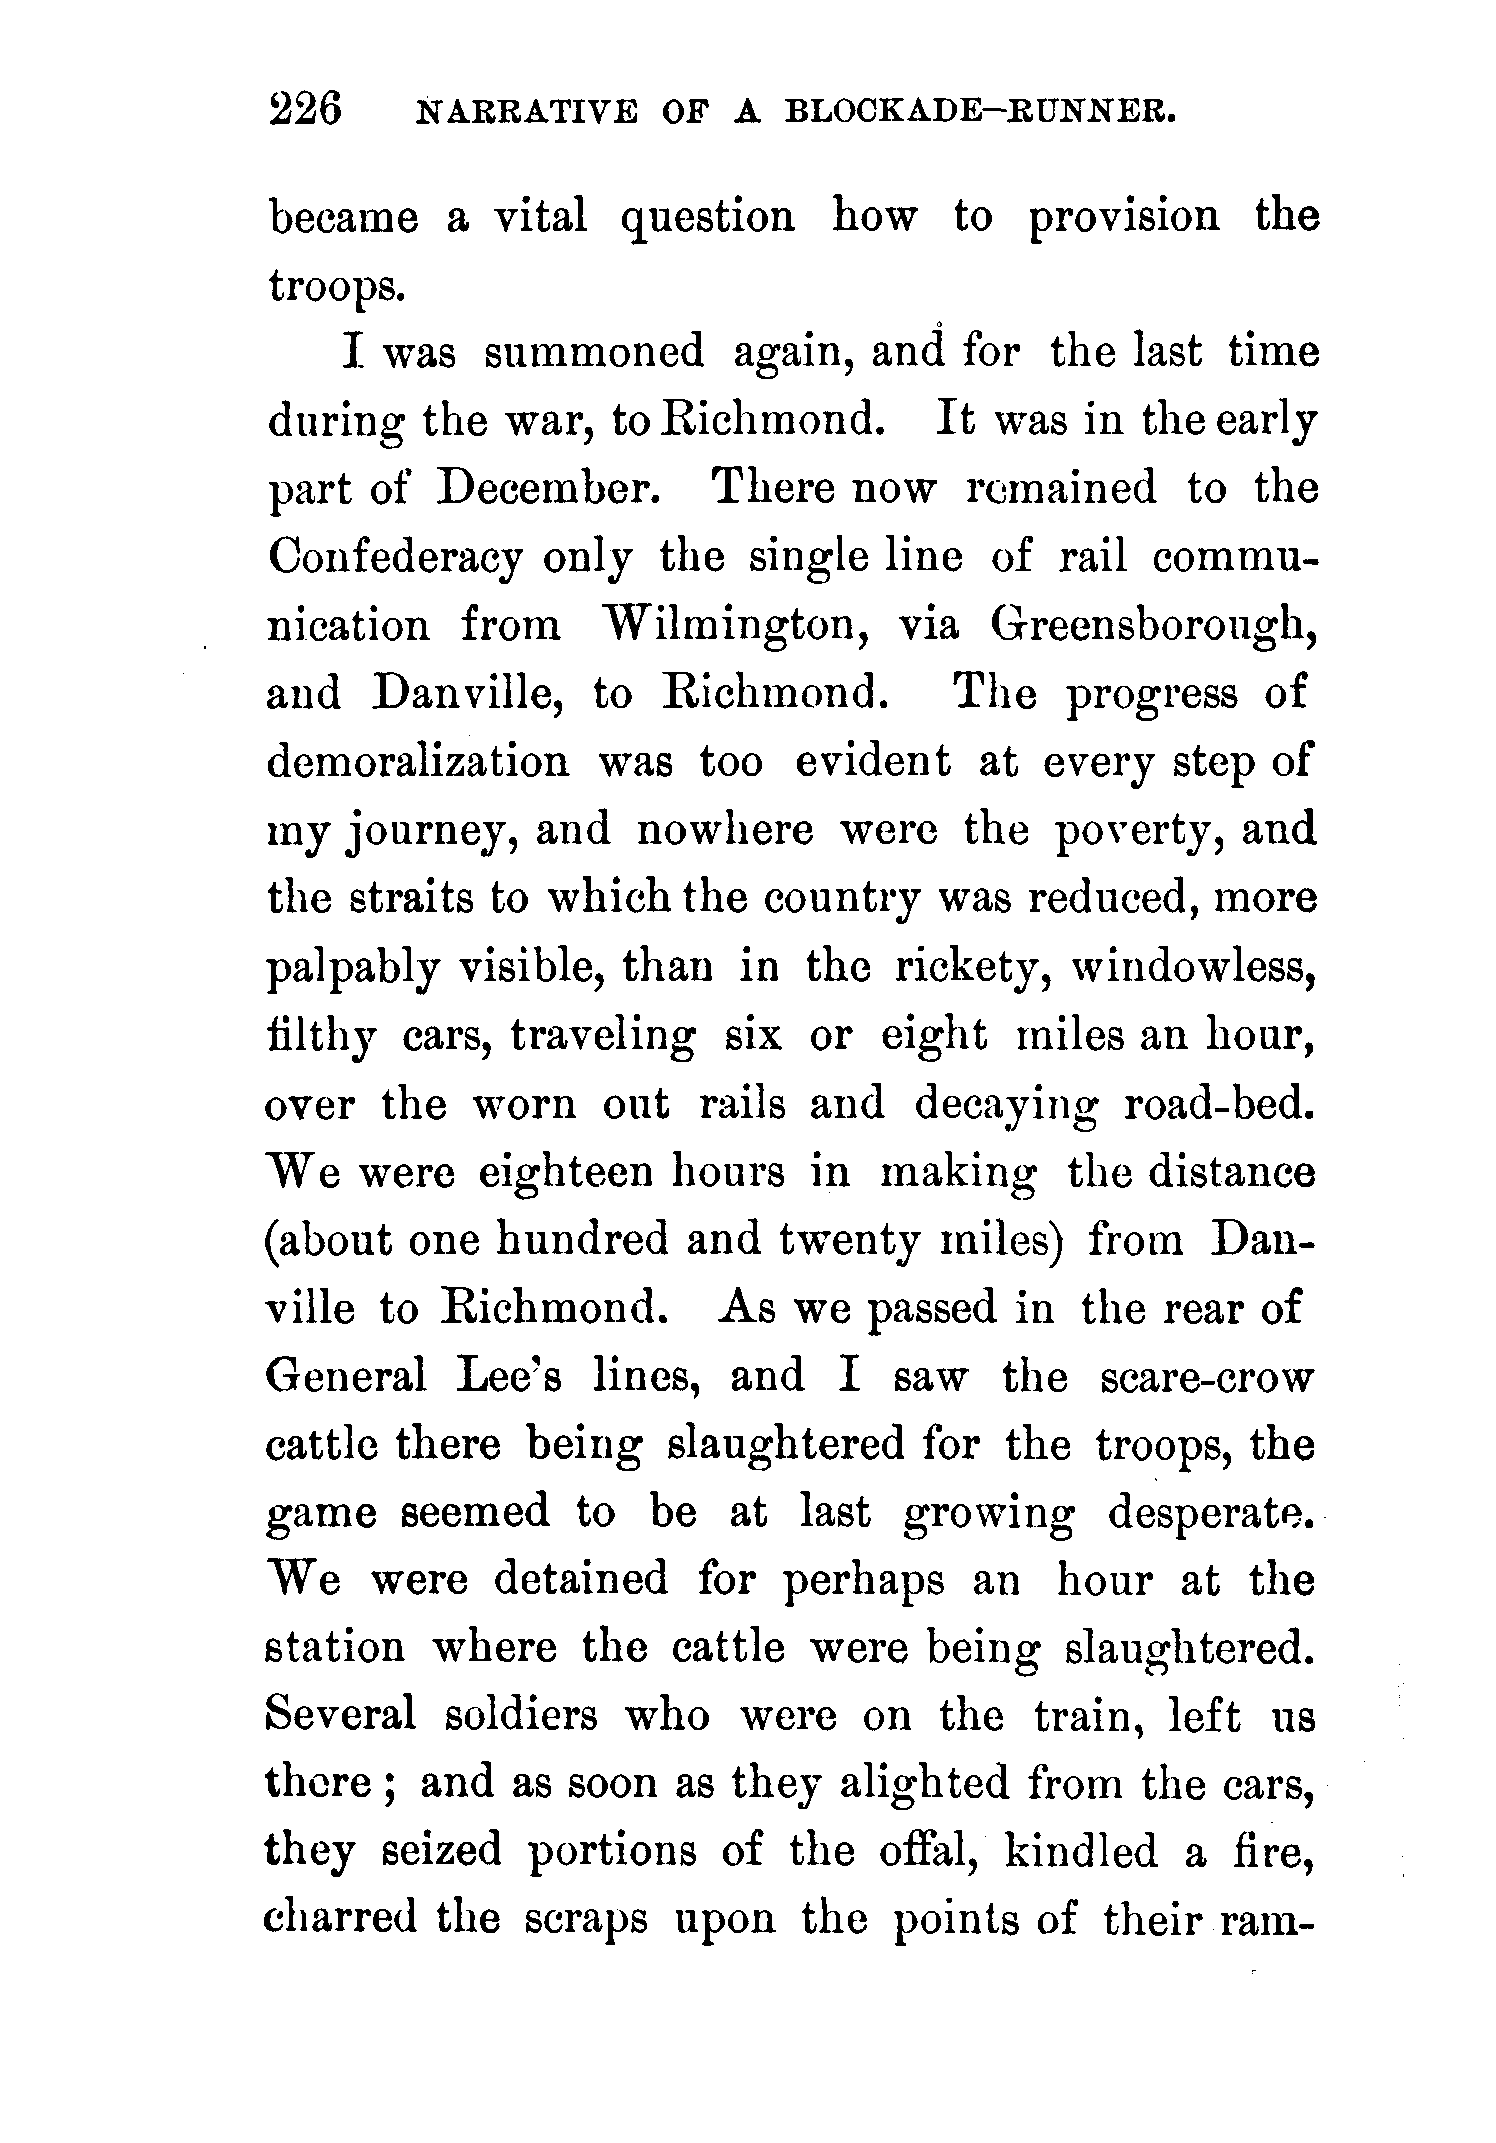 226 NARRATIVE OF A BLOCKADE-RUNNER.
became a vital question how to provision the
troops.
I was summoned again, and for the last time
during the war, to Richmond. It was in the early
part of December. There now remained to the
Confederacy only the single line of rail commu-
nication from Wilmington, via Greensborough,
and Danville, to Richmond. The progress of
demoralization was too evident at every step of
my journey, and nowhere were the poverty, and
the straits to which the country was reduced, more
palpably visible, than in the rickety, windowless,
filthy cars, traveling six or eight miles an hour,
over the worn out rails and decaying road-bed.
We were eighteen hours in making the distance
(about one hundred and twenty miles) from Dan-
ville to Richmond. As we passed in the rear of
General Lee's lines, and I saw the scare-crow
cattle there being slaughtered for the troops, the
game seemed to be at last growing desperate.
We were detained for perhaps an hour at the
station where the cattle were being slaughtered.
Several soldiers who were on the train, left us
there ; and as soon as they alighted from the cars,
they seized portions of the offal, kindled a fire,
charred the scraps upon the points of their ram-